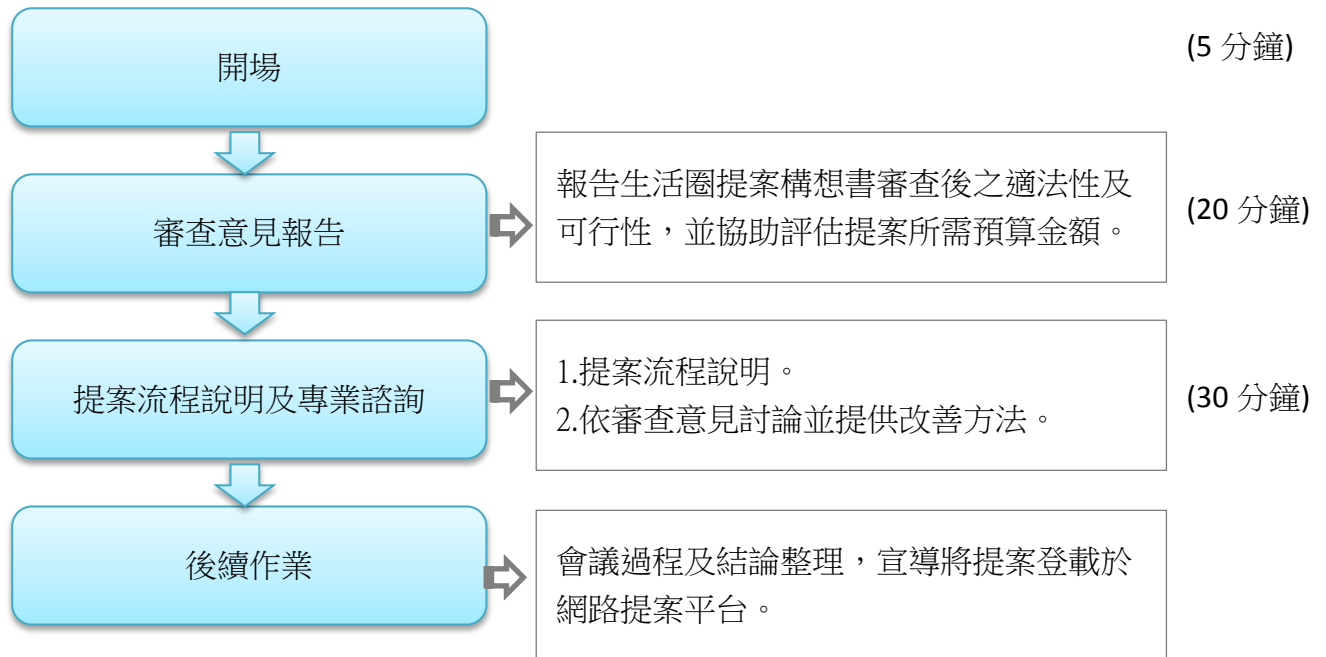 開場
(5 分鐘)
審查意見報告
報告生活圈提案構想書審查後之適法性及
可行性，並協助評估提案所需預算金額。
(20 分鐘)
提案流程說明及專業諮詢
1.提案流程說明。
2.依審查意見討論並提供改善方法。
(30 分鐘)
後續作業
會議過程及結論整理，宣導將提案登載於
網路提案平台。